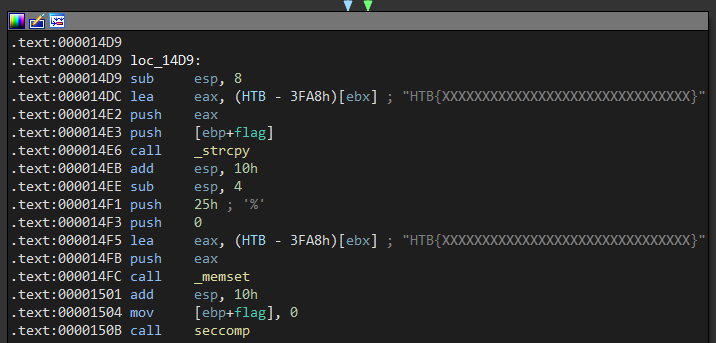 .text:000014D9
.text:000014D9 loc_14D9:
.text:000014D9 sub esp, 8
.text:000014DC lea eax, (HTB - 3FA8h)[ebx] ; "HTB{XXXXXXXXXXXXXXXXXXXXXXXXXXXXXXX}"
.text:000014E2 push eax
.text:000014E3 push [ebp+flag]
.text:000014E6 call _strcpy
.text:000014EB add esp, 10h
.text:000014EE sub esp, 4
.text:000014F1 push 25h ; '%'
.text:000014F3 push 0
.text:000014F5 lea eax, (HTB - 3FA8h)[ebx] ; "HTB{XXXXXXXXXXXXXXXXXXXXXXXXXXXXXXX}"
.text:000014FB push eax
.text:000014FC call _memset
.text:00001501 add esp, 10h
.text:00001504 mov [ebp+flag], 0
.text:0000150B call seccomp